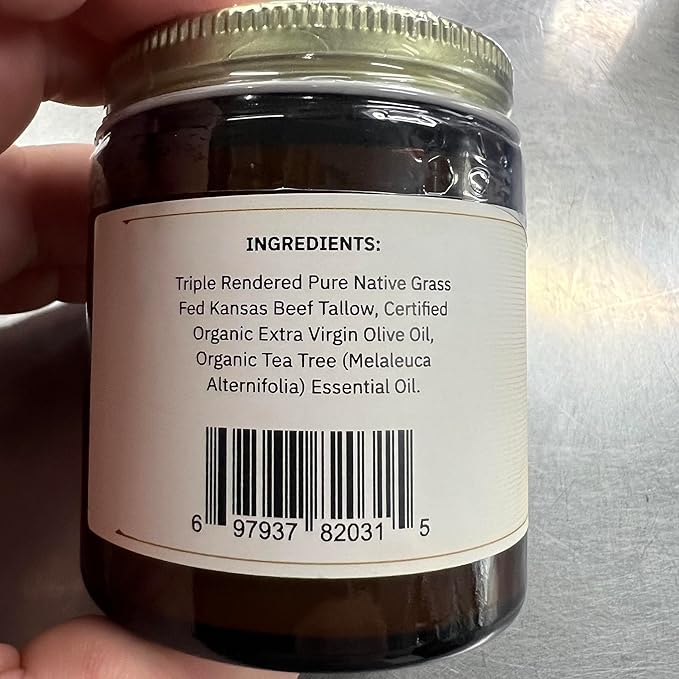 INGREDIENTS:
Triple Rendered Pure Native Grass
Fed Kansas Beef Tallow, Certified
Organic Extra Virgin Olive Oil,
Organic Tea Tree (Melaleuca
Alternifolia) Essential Oil.
6 97937 82031 5